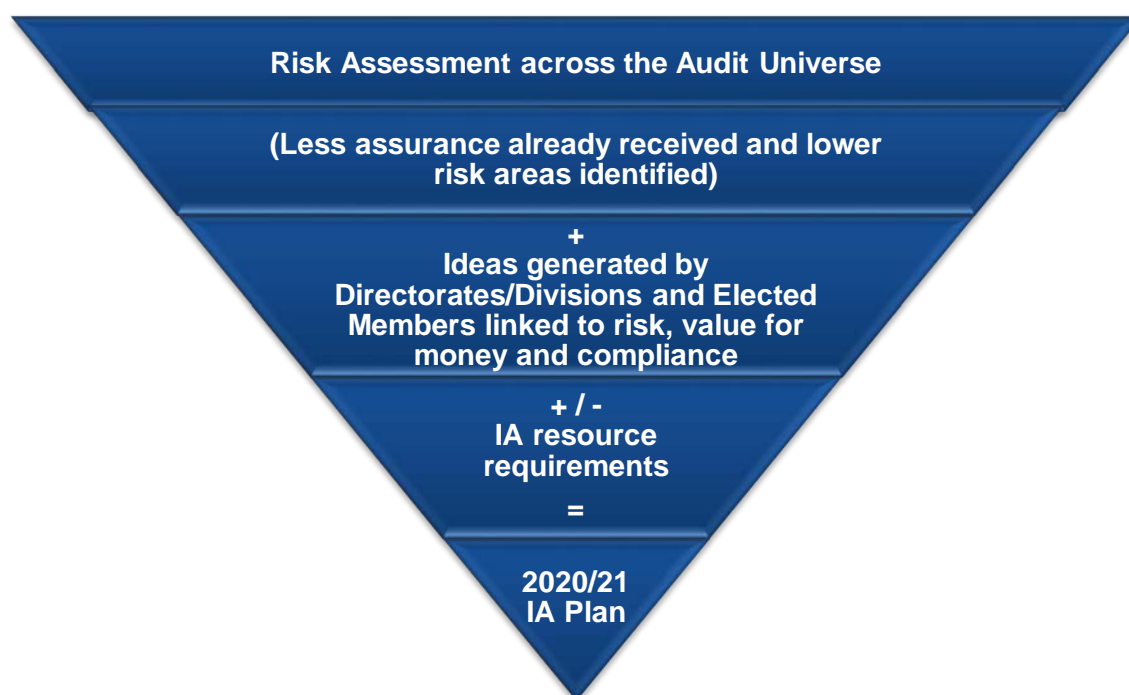 Risk Assessment across the Audit Universe
(Less assurance already received and lower
risk areas identified)
+
Ideas generated by
Directorates/Divisions and Elected
Members linked to risk, value for
money and compliance
+ / -
IA resource
requirements
=
2020/21
IA Plan